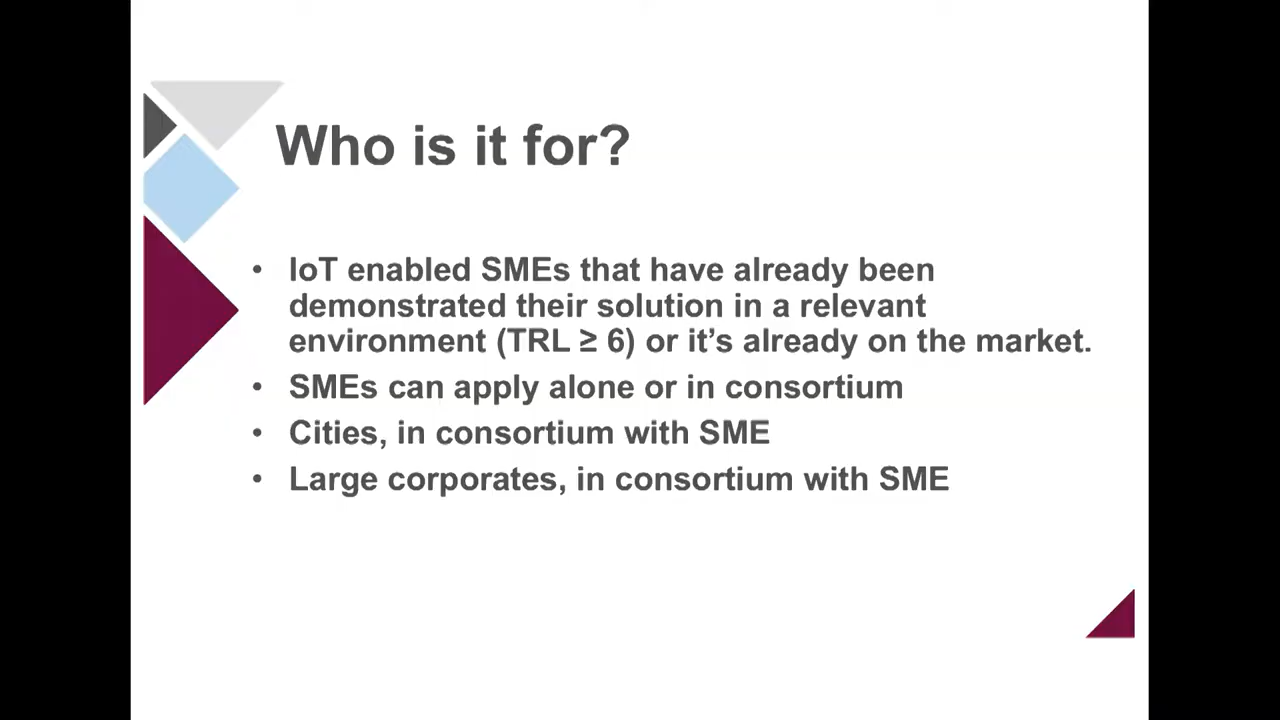 Who is it for?
• IoT enabled SMEs that have already been
demonstrated their solution in a relevant
environment (TRL ≥ 6) or it’s already on the market.
• SMEs can apply alone or in consortium
• Cities, in consortium with SME
• Large corporates, in consortium with SME